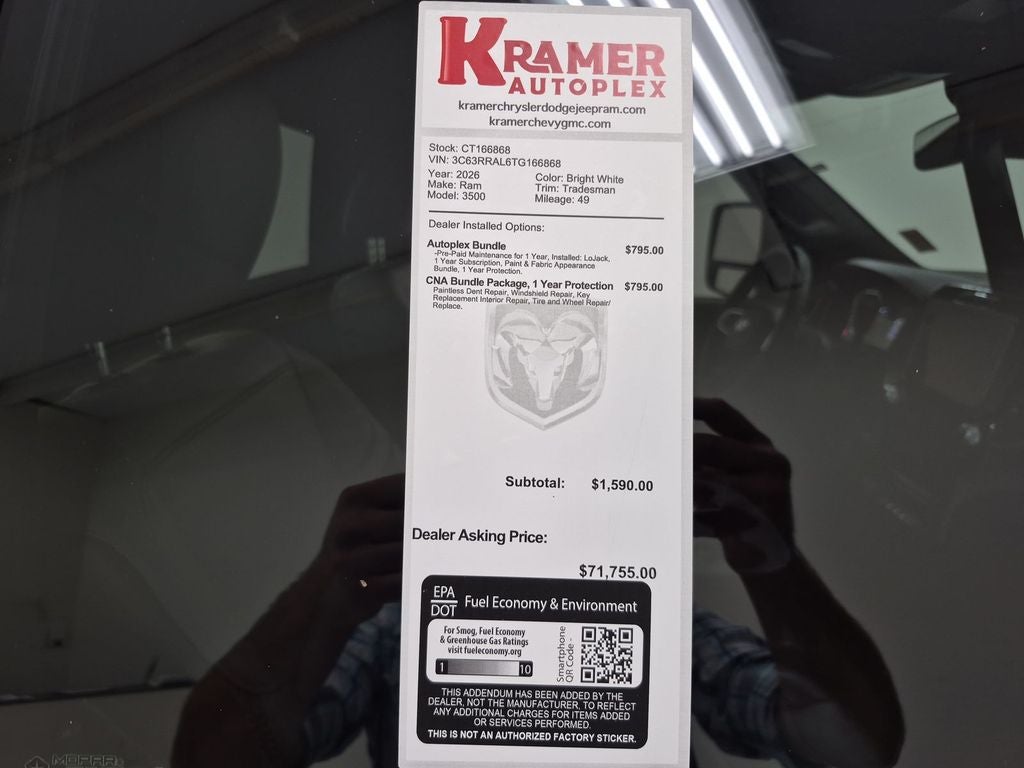 KRAMER
AUTOPLEX
kramerchryslerdodgejeepram.com
kramerchevygmc.com
Stock: CT166868
VIN: 3C63RRAL6TG166868
Year: 2026
Make: Ram
Model: 3500
Color: Bright White
Trim: Tradesman
Mileage: 49
Dealer Installed Options:
Autoplex Bundle $795.00
-Pre-Paid Maintenance for 1 Year, Installed: LoJack,
1 Year Subscription, Paint & Fabric Appearance
Bundle, 1 Year Protection.
CNA Bundle Package, 1 Year Protection $795.00
Paintless Dent Repair, Windshield Repair, Key
Replacement Interior Repair, Tire and Wheel Repair/
Replace.
Subtotal: $1,590.00
Dealer Asking Price:
$71,755.00
EPA
DOT
Fuel Economy & Environment
For Smog, Fuel Economy
& Greenhouse Gas Ratings
visit fueleconomy.org
1 10
Smartphone
QR Code -
THIS ADDENDUM HAS BEEN ADDED BY THE
DEALER, NOT THE MANUFACTURER, TO REFLECT
ANY ADDITIONAL CHARGES FOR ITEMS ADDED
OR SERVICES PERFORMED.
THIS IS NOT AN AUTHORIZED FACTORY STICKER.
MOPAR